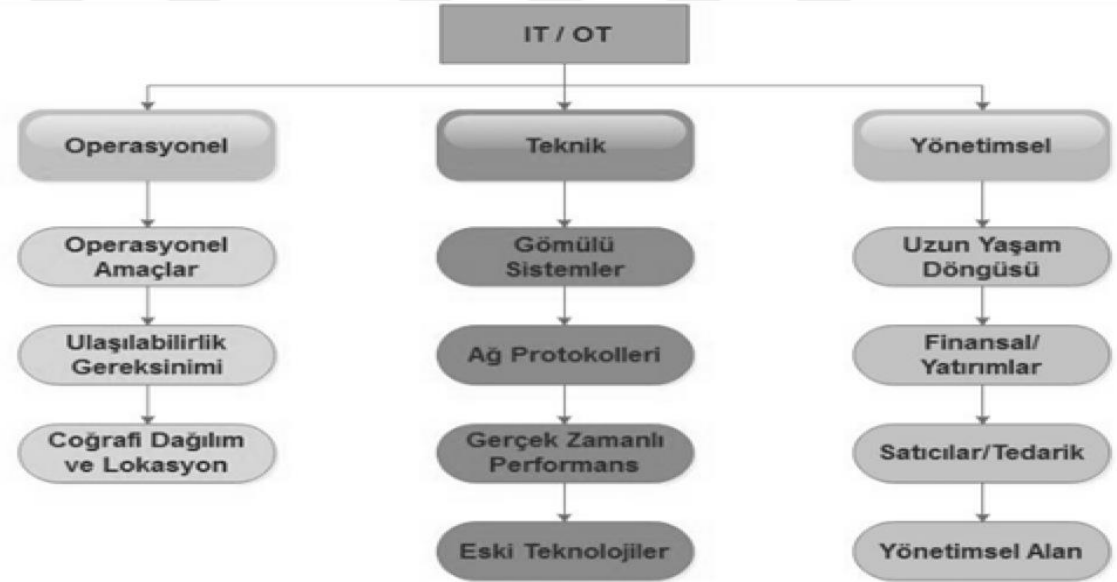 IT / OT
Operasyonel
Teknik
Yönetimsel
Operasyonel
Amaçlar
Ulaşılabilirlik
Gereksinimi
Coğrafi Dağılım
ve Lokasyon
Gömülü
Sistemler
Ağ Protokolleri
Gerçek Zamanlı
Performans
Eski Teknolojiler
Uzun Yaşam
Döngüsü
Finansal/
Yatırımlar
Satıcılar/Tedarik
Yönetimsel Alan